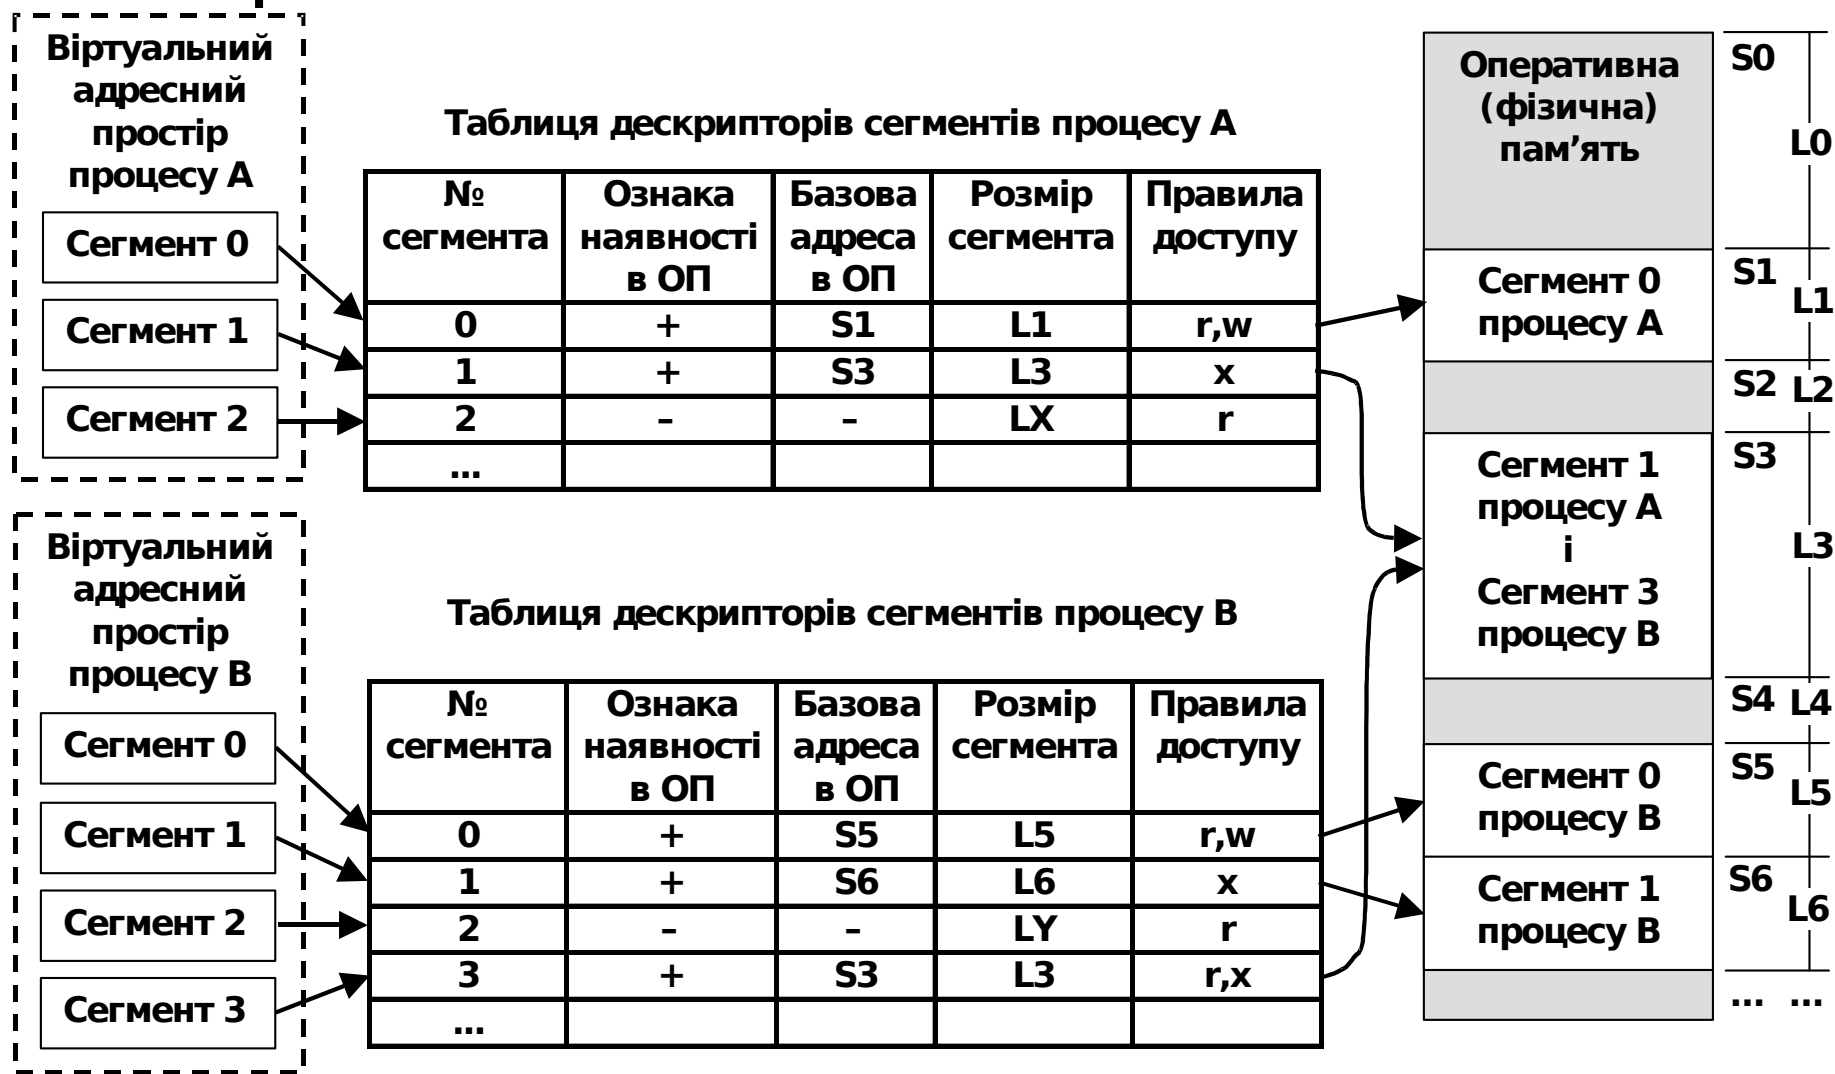 Віртуальний
адресний
простір
процесу A
Сегмент 0
Сегмент 1
Сегмент 2
Таблиця дескрипторів сегментів процесу A
№ сегмента Ознака наявності в ОП Базова адреса в ОП Розмір сегмента Правила доступу
0 + S1 L1 r,w
1 + S3 L3 x
2 – – LX r
...
Віртуальний
адресний
простір
процесу B
Сегмент 0
Сегмент 1
Сегмент 2
Сегмент 3
Таблиця дескрипторів сегментів процесу B
№ сегмента Ознака наявності в ОП Базова адреса в ОП Розмір сегмента Правила доступу
0 + S5 L5 r,w
1 + S6 L6 x
2 – – LY r
3 + S3 L3 r,x
...
Оперативна
(фізична)
пам’ять
Сегмент 0
процесу A
Сегмент 1
процесу A
і
Сегмент 3
процесу B
Сегмент 0
процесу B
Сегмент 1
процесу B
S0
L0
S1
L1
S2 L2
S3
L3
S4 L4
S5
L5
S6
L6
... ...